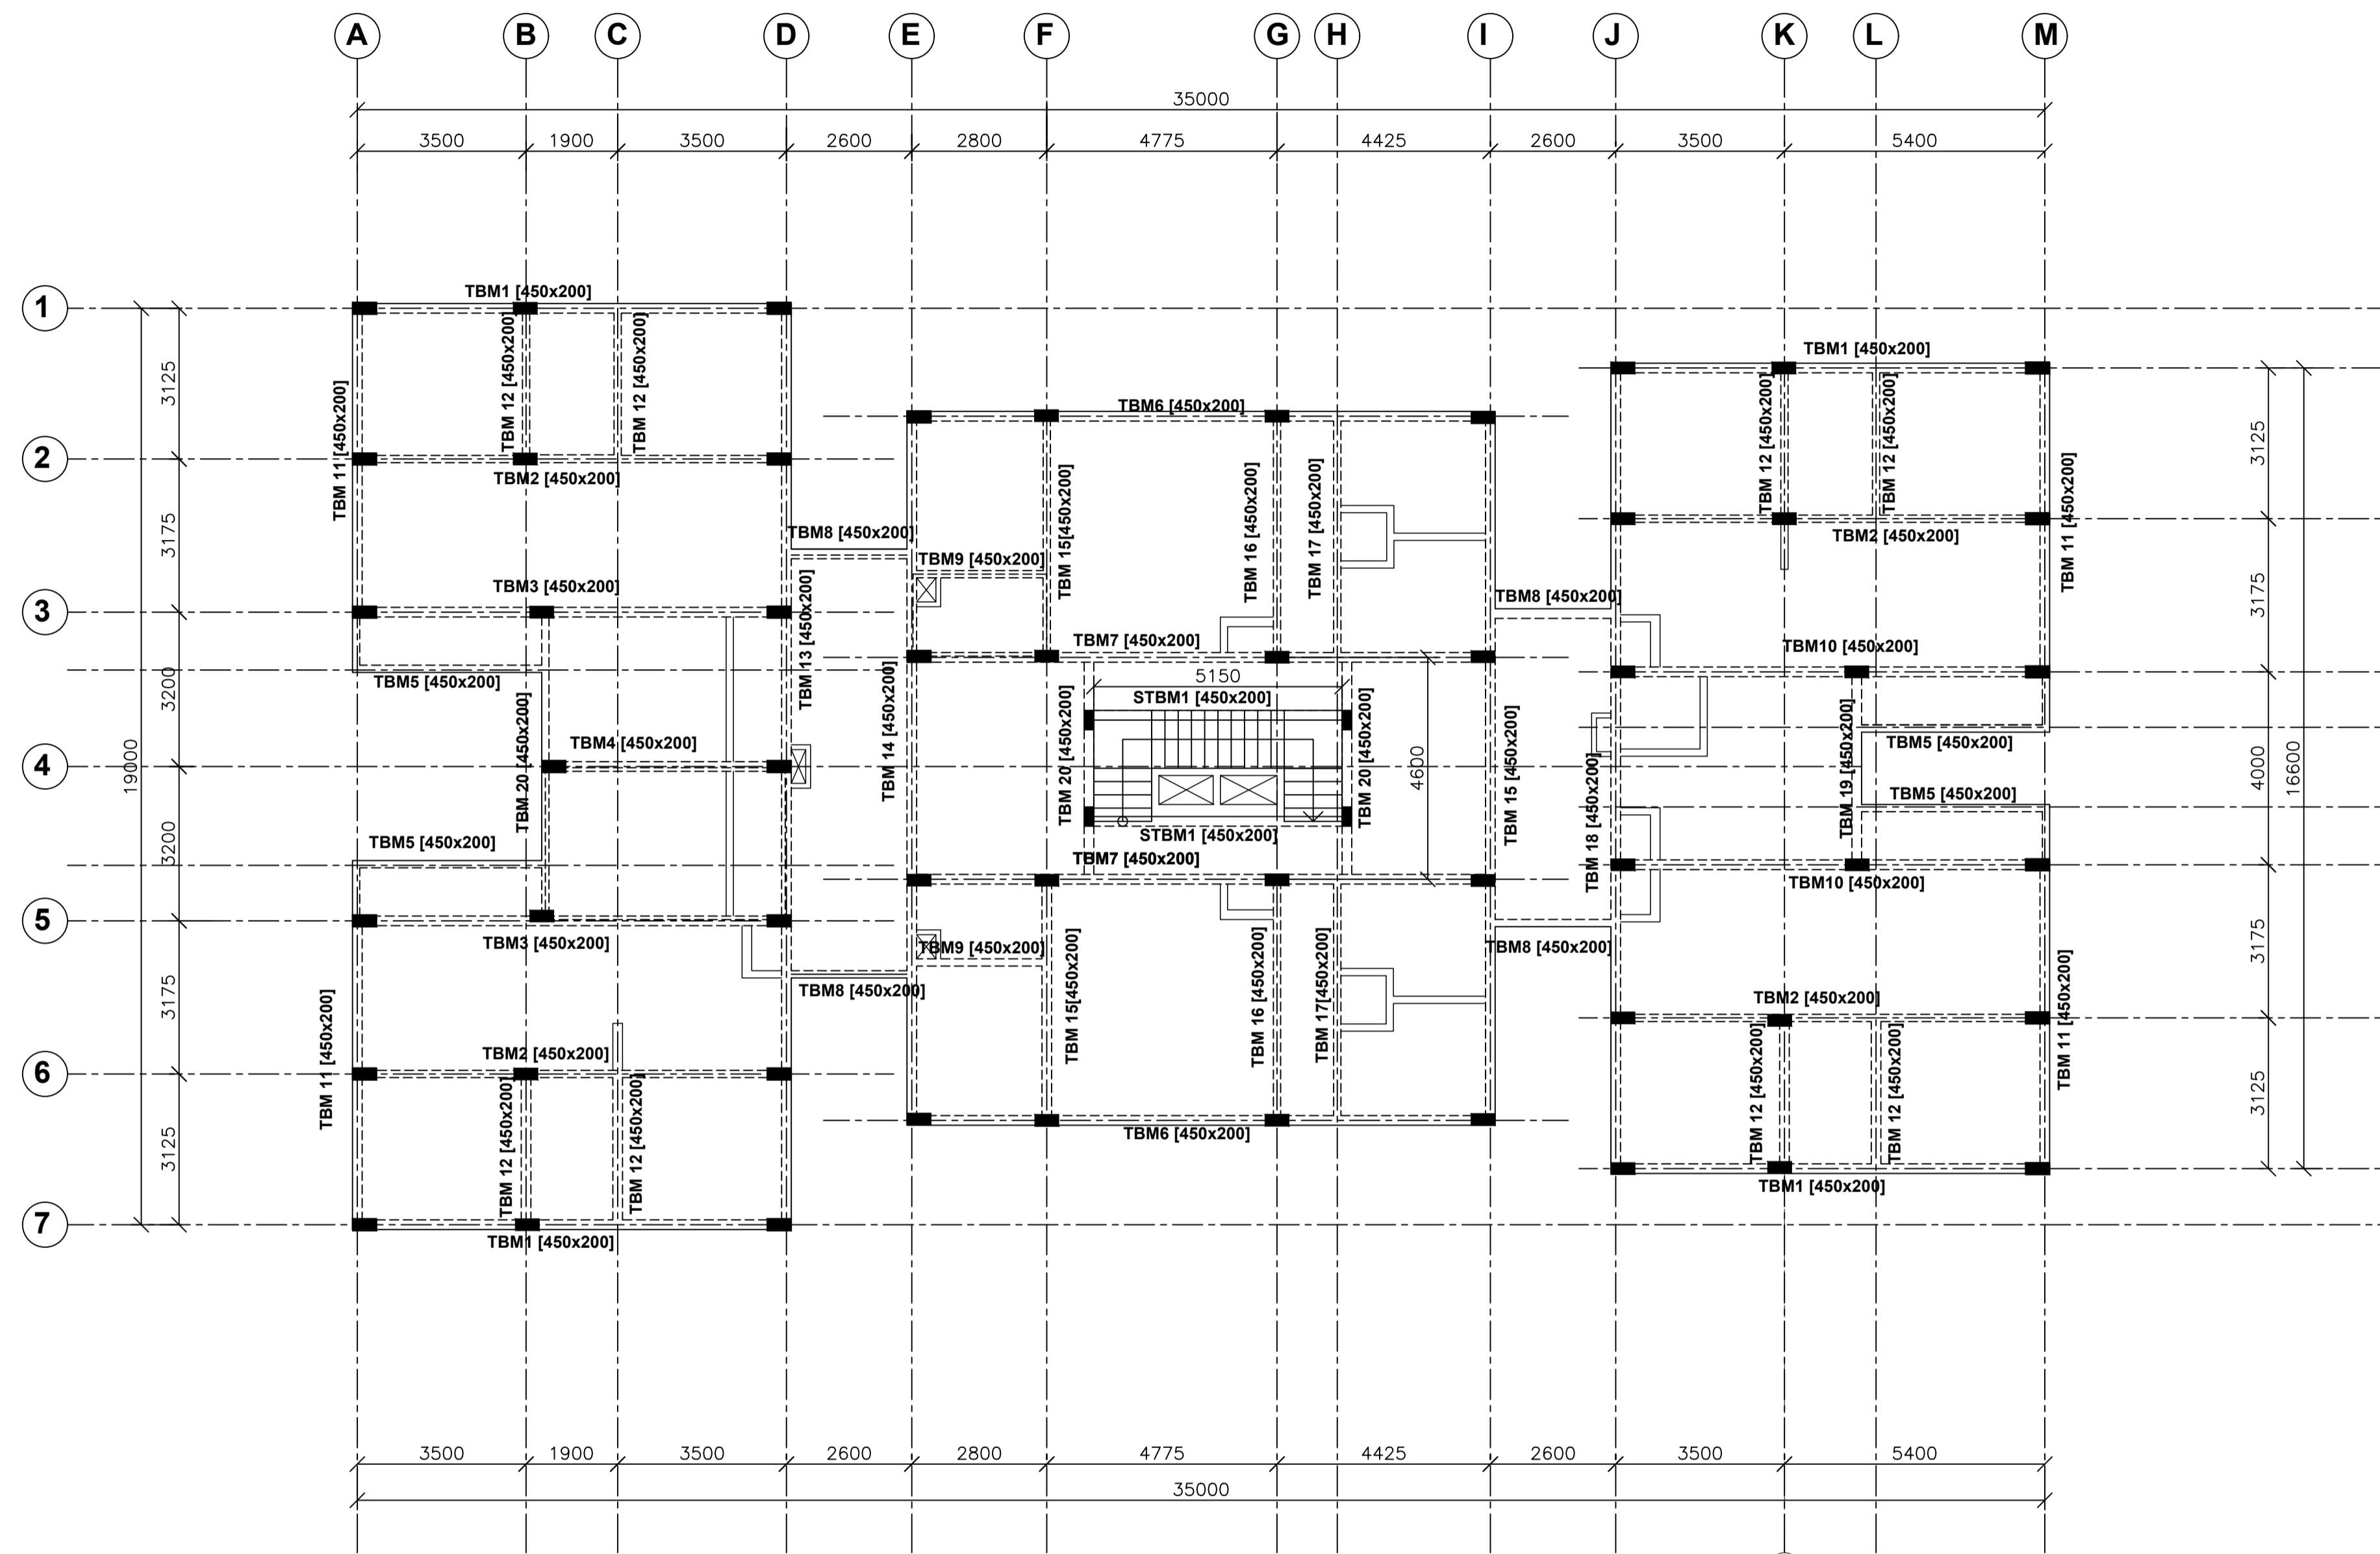 A B C D E F G H I J K L M
35000
3500 1900 3500 2600 2800 4775 4425 2600 3500 5400
1
TBM1 [450x200]
TBM1 [450x200]
3125
TBM 11 [450x200]
TBM 12 [450x200]
TBM 12 [450x200]
TBM6 [450x200]
TBM 12 [450x200]
TBM 12 [450x200]
3125
2
TBM2 [450x200]
TBM 15[450x200]
TBM 16 [450x200]
TBM 17 [450x200]
TBM 11 [450x200]
3175
TBM8 [450x200]
TBM2 [450x200]
TBM9 [450x200]
TBM3 [450x200]
TBM8 [450x200]
3175
3
TBM 13 [450x200]
TBM7 [450x200]
TBM10 [450x200]
3200
TBM5 [450x200]
5150
STBM1 [450x200]
TBM 20 [450x200]
TBM 14 [450x200]
TBM 20 [450x200]
TBM 20 [450x200]
TBM 15 [450x200]
TBM 19 [450x200]
TBM5 [450x200]
TBM4 [450x200]
19000
4
4600
TBM 18 [450x200]
4000
16600
TBM5 [450x200]
3200
TBM5 [450x200]
STBM1 [450x200]
TBM7 [450x200]
TBM10 [450x200]
5
TBM3 [450x200]
TBM9 [450x200]
TBM8 [450x200]
3175
3175
TBM8 [450x200]
TBM 15[450x200]
TBM 16 [450x200]
TBM 17[450x200]
TBM2 [450x200]
TBM 11 [450x200]
TBM 11 [450x200]
TBM2 [450x200]
6
TBM 12 [450x200]
TBM 12 [450x200]
TBM 12 [450x200]
TBM 12 [450x200]
3125
3125
TBM6 [450x200]
TBM1 [450x200]
7
TBM1 [450x200]
3500 1900 3500 2600 2800 4775 4425 2600 3500 5400
35000